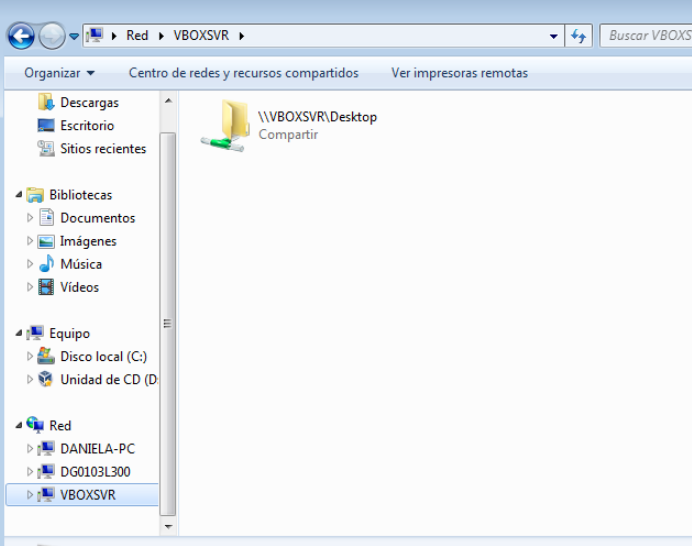 Red VBOXSVR
Buscar VBOXS
Organizar Centro de redes y recursos compartidos Ver impresoras remotas
Descargas
Escritorio
Sitios recientes
Bibliotecas
Documentos
Imágenes
Música
Vídeos
Equipo
Disco local (C:)
Unidad de CD (D:
Red
DANIELA-PC
DG0103L300
VBOXSVR
\\VBOXSVR\Desktop
Compartir